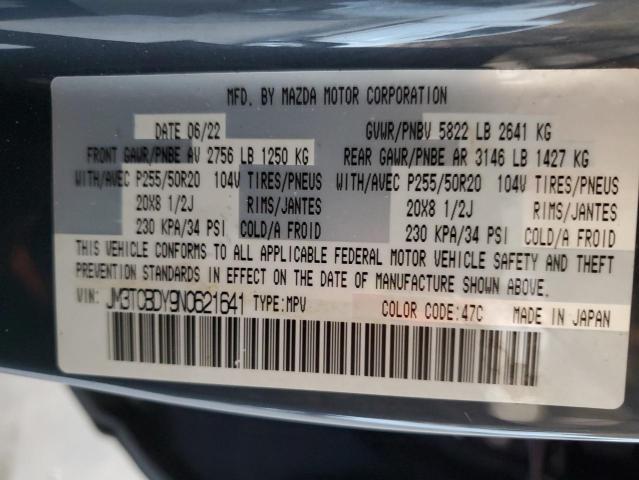 MFD. BY MAZDA MOTOR CORPORATION
DATE 06/22 GVWR/PNBV 5822 LB 2641 KG
FRONT GAWR/PNBE AV 2756 LB 1250 KG REAR GAWR/PNBE AR 3146 LB 1427 KG
WITH/AVEC P255/50R20 104V TIRES/PNEUS WITH/AVEC P255/50R20 104V TIRES/PNEUS
20X8 1/2J RIMS/JANTES 20X8 1/2J RIMS/JANTES
230 KPA/34 PSI COLD/A FROID 230 KPA/34 PSI COLD/A FROID
THIS VEHICLE CONFORMS TO ALL APPLICABLE FEDERAL MOTOR VEHICLE SAFETY AND THEFT
PREVENTION STANDARDS IN EFFECT ON THE DATE OF MANUFACTURE SHOWN ABOVE.
VIN: JM3TCBDY9N0621641 TYPE:MPV COLOR CODE:47C MADE IN JAPAN